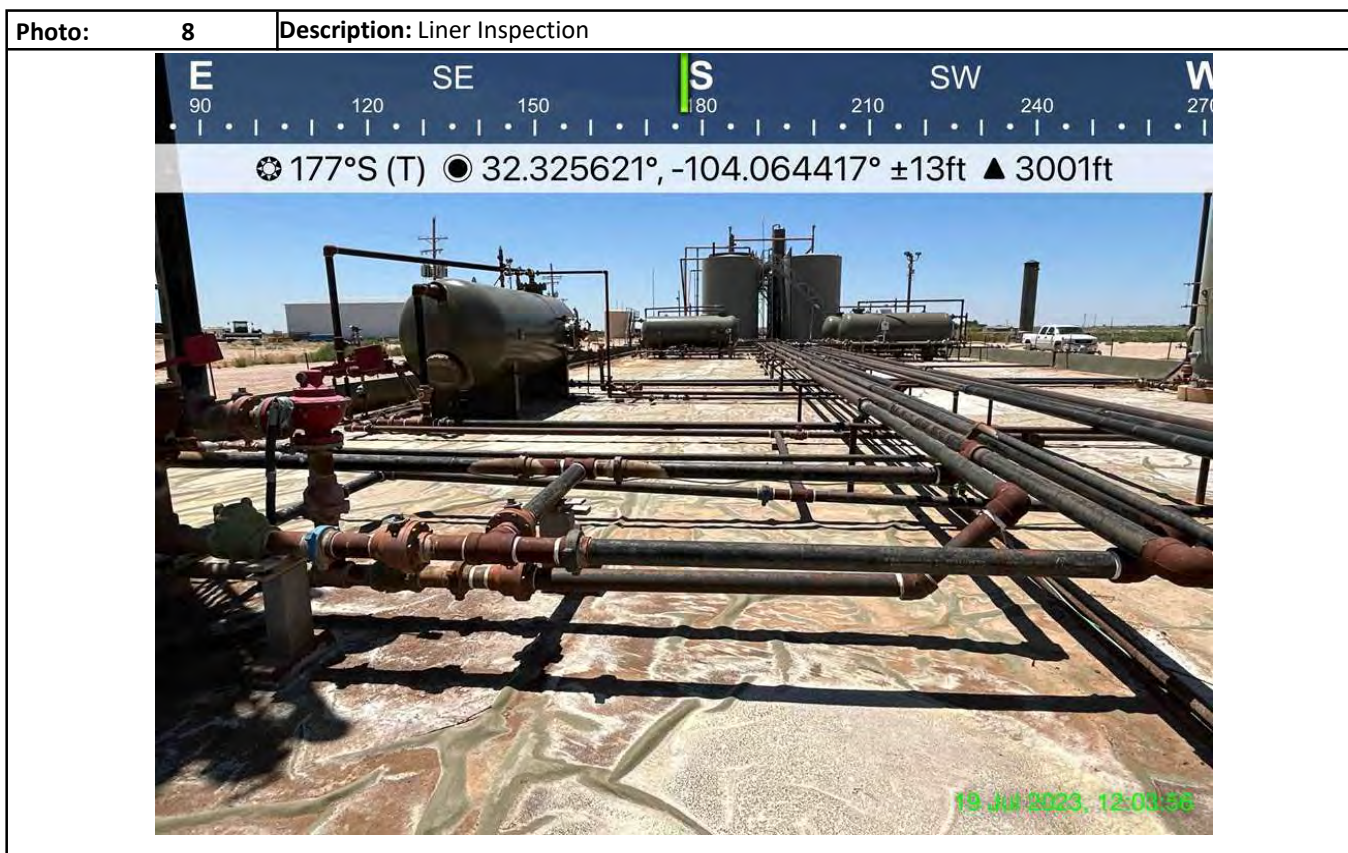 Photo: 8 Description: Liner Inspection
E SE S SW W
90 120 150 180 210 240 270
177°S (T) 32.325621°, -104.064417° ±13ft ▲ 3001ft
19 Jul 2023, 12:03:56